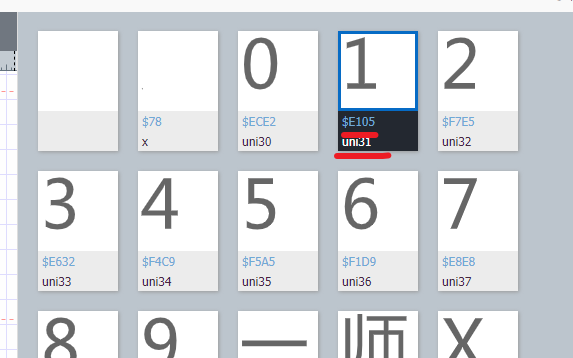 0 1 2
$78 $ECE2 $E105 $F7E5
x uni30 uni31 uni32
3 4 5 6 7
$E632 $F4C9 $F5A5 $F1D9 $E8E8
uni33 uni34 uni35 uni36 uni37
8 9 一 师 X